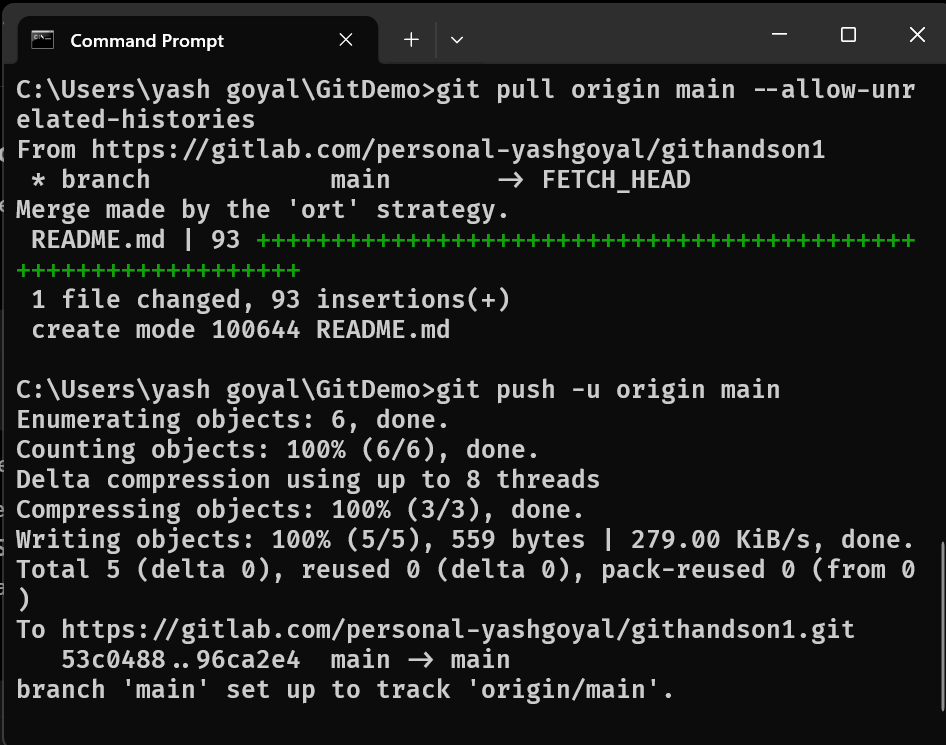 Command Prompt
C:\Users\yash goyal\GitDemo>git pull origin main --allow-unr
elated-histories
From https://gitlab.com/personal-yashgoyal/githandson1
 * branch            main       -> FETCH_HEAD
Merge made by the 'ort' strategy.
 README.md | 93 ++++++++++++++++++++++++++++++++++++++++++++
+++++++++++++++++++
 1 file changed, 93 insertions(+)
 create mode 100644 README.md
C:\Users\yash goyal\GitDemo>git push -u origin main
Enumerating objects: 6, done.
Counting objects: 100% (6/6), done.
Delta compression using up to 8 threads
Compressing objects: 100% (3/3), done.
Writing objects: 100% (5/5), 559 bytes | 279.00 KiB/s, done.
Total 5 (delta 0), reused 0 (delta 0), pack-reused 0 (from 0
)
To https://gitlab.com/personal-yashgoyal/githandson1.git
   53c0488..96ca2e4  main -> main
branch 'main' set up to track 'origin/main'.